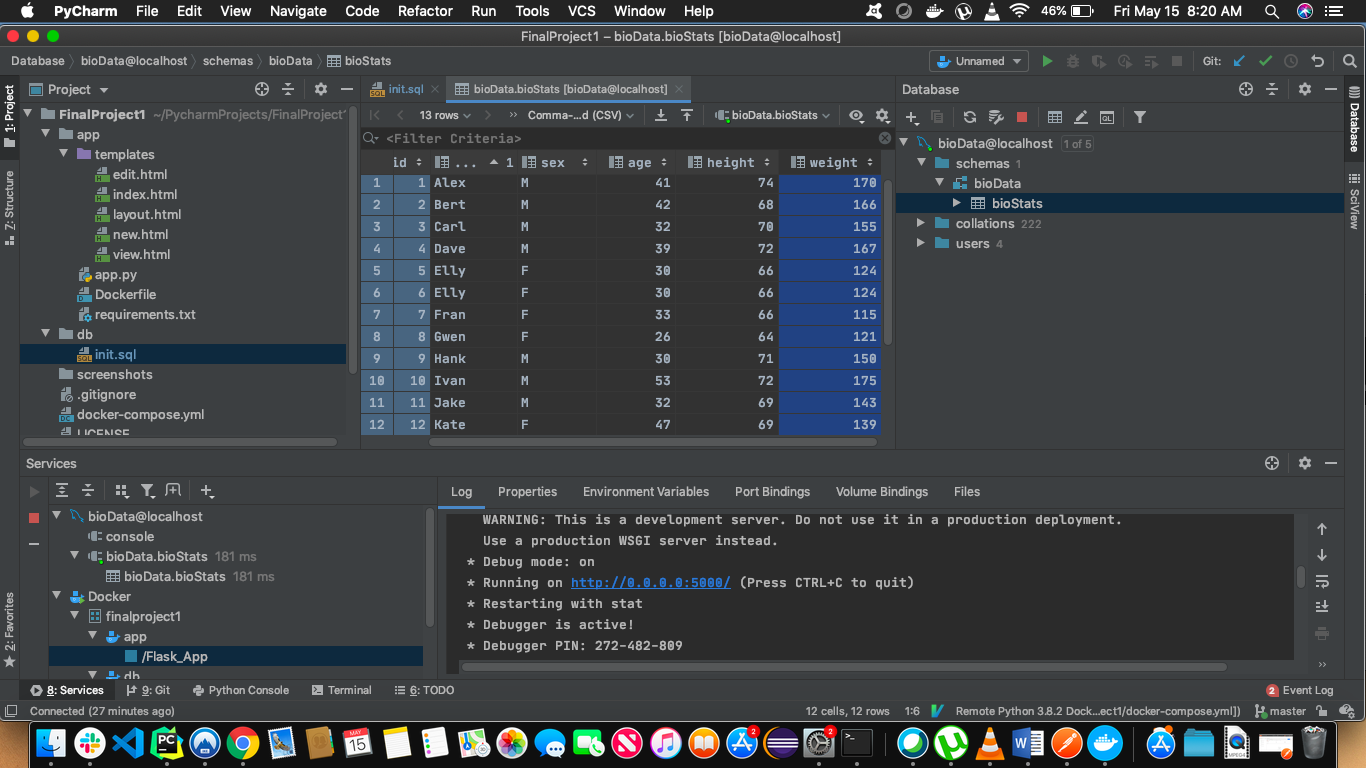 PyCharm File Edit View Navigate Code Refactor Run Tools VCS Window Help 46% Fri May 15 8:20 AM
FinalProject1 – bioData.bioStats [bioData@localhost]
Database bioData@localhost schemas bioData bioStats Unnamed Git:
1: Project
Z: Structure
2: Favorites
Project
FinalProject1 ~/PycharmProjects/FinalProject
app
templates
edit.html
index.html
layout.html
new.html
view.html
app.py
Dockerfile
requirements.txt
db
init.sql
screenshots
.gitignore
docker-compose.yml
LICENSE
init.sql bioData.bioStats [bioData@localhost]
13 rows Comma-...d (CSV) bioData.bioStats
<Filter Criteria>
id ... 1 sex age height weight
1 1 Alex M 41 74 170
2 2 Bert M 42 68 166
3 3 Carl M 32 70 155
4 4 Dave M 39 72 167
5 5 Elly F 30 66 124
6 6 Elly F 30 66 124
7 7 Fran F 33 66 115
8 8 Gwen F 26 64 121
9 9 Hank M 30 71 150
10 10 Ivan M 53 72 175
11 11 Jake M 32 69 143
12 12 Kate F 47 69 139
Database
bioData@localhost 1 of 5
schemas 1
bioData
bioStats
collations 222
users 4
Database
SciView
Services
bioData@localhost
console
bioData.bioStats 181 ms
bioData.bioStats 181 ms
Docker
finalproject1
app
/Flask_App
db
Log Properties Environment Variables Port Bindings Volume Bindings Files
WARNING: This is a development server. Do not use it in a production deployment.
Use a production WSGI server instead.
* Debug mode: on
* Running on http://0.0.0.0:5000/ (Press CTRL+C to quit)
* Restarting with stat
* Debugger is active!
* Debugger PIN: 272-482-809
8: Services 9: Git Python Console Terminal 6: TODO 2 Event Log
Connected (27 minutes ago) 12 cells, 12 rows 1:6 Remote Python 3.8.2 Dock...ect1/docker-compose.yml]) master
PC MAY 15 2 2